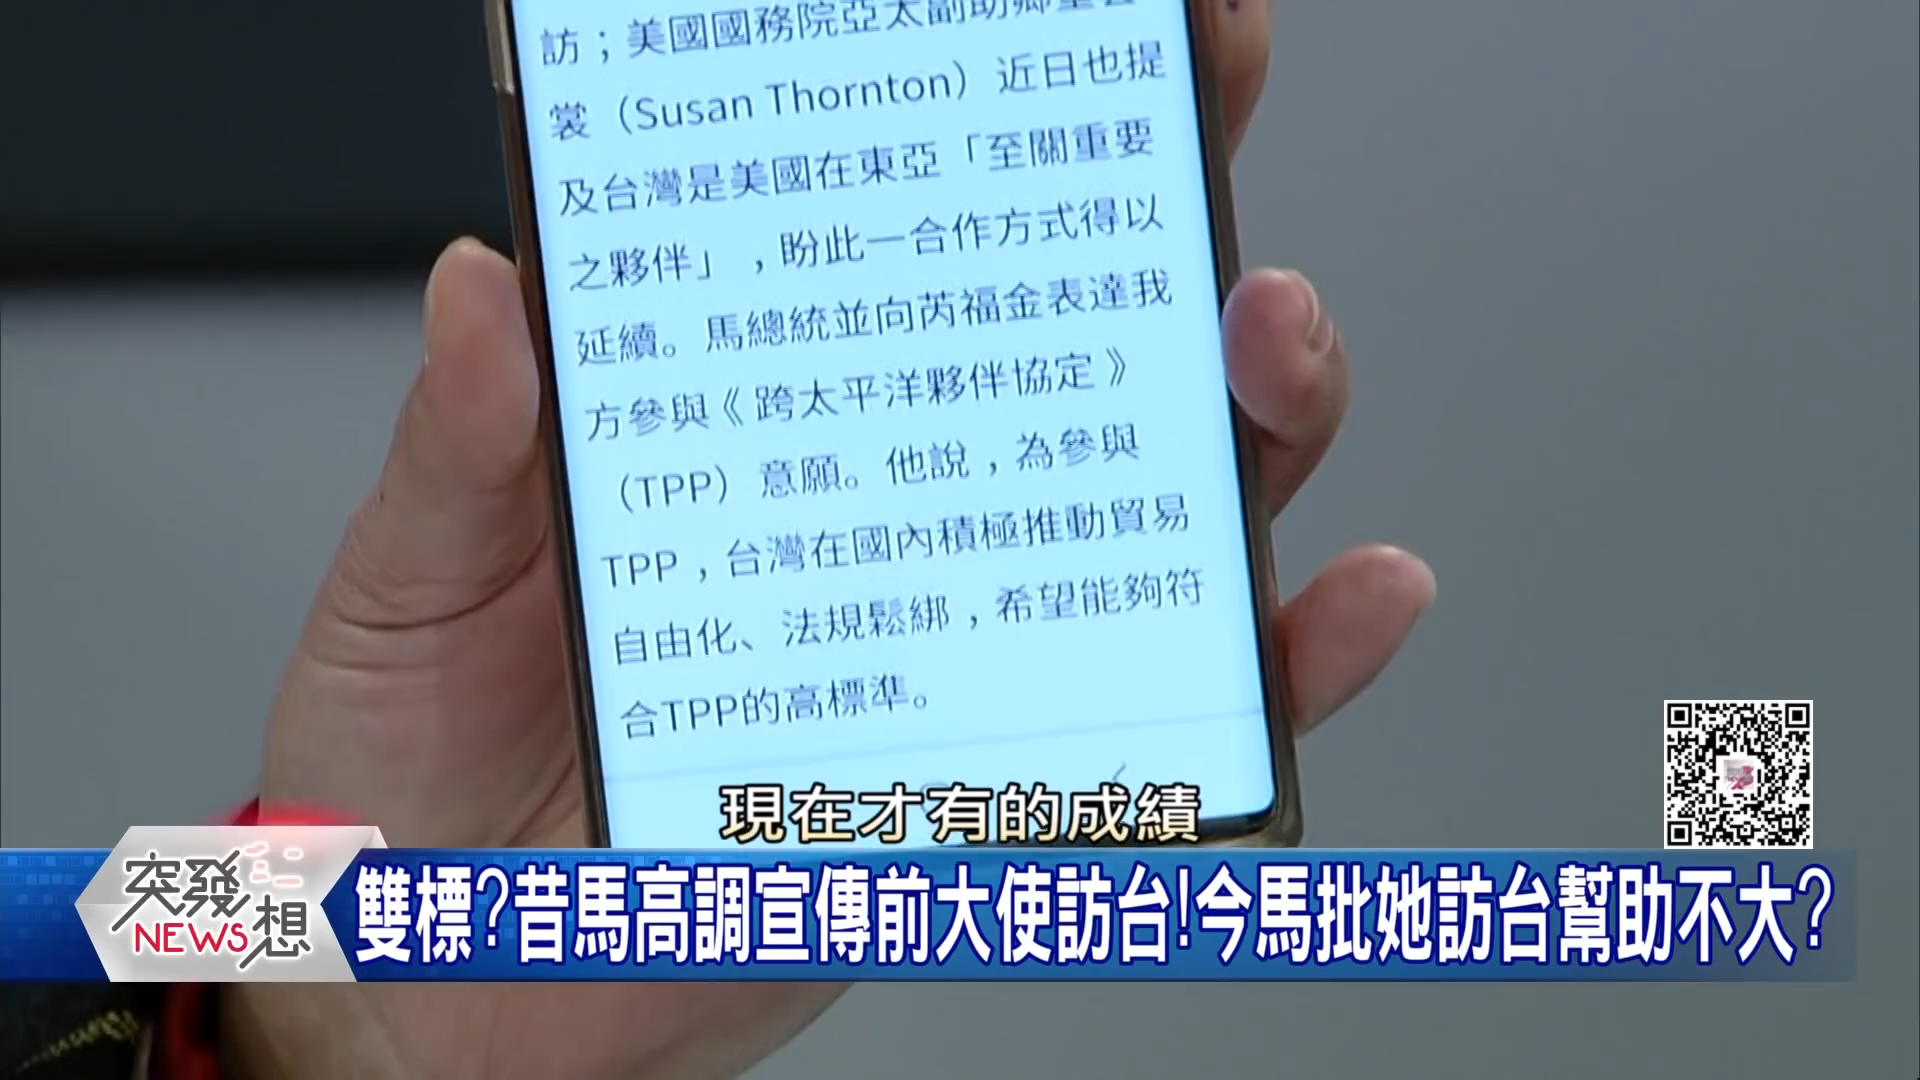 訪；美國國務院亞太副助卿董雲
裳（Susan Thornton）近日也提
及台灣是美國在東亞「至關重要
之夥伴」，盼此一合作方式得以
延續。馬總統並向芮福金表達我
方參與《跨太平洋夥伴協定》
（TPP）意願。他說，為參與
TPP，台灣在國內積極推動貿易
自由化、法規鬆綁，希望能夠符
合TPP的高標準。
現在才有的成績
突發ミニ想
NEWS
雙標？昔馬高調宣傳前大使訪台！今馬批她訪台幫助不大？